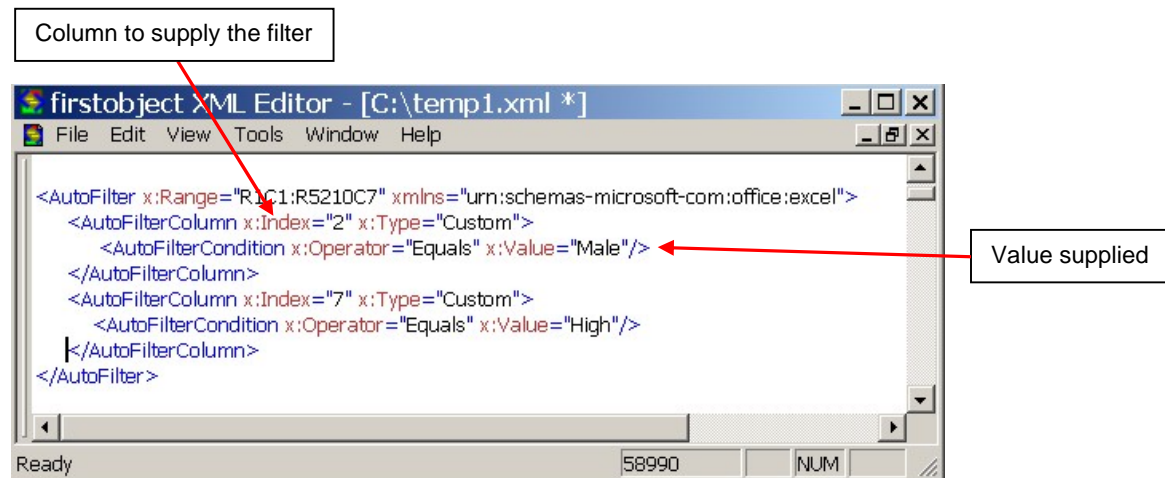 Column to supply the filter
firstobject XML Editor - [C:\temp1.xml *]
File Edit View Tools Window Help
<AutoFilter x:Range="R1C1:R5210C7" xmlns="urn:schemas-microsoft-com:office:excel">
<AutoFilterColumn x:Index="2" x:Type="Custom">
<AutoFilterCondition x:Operator="Equals" x:Value="Male"/>
Value supplied
</AutoFilterColumn>
<AutoFilterColumn x:Index="7" x:Type="Custom">
<AutoFilterCondition x:Operator="Equals" x:Value="High"/>
</AutoFilterColumn>
</AutoFilter>
Ready 58990 NUM